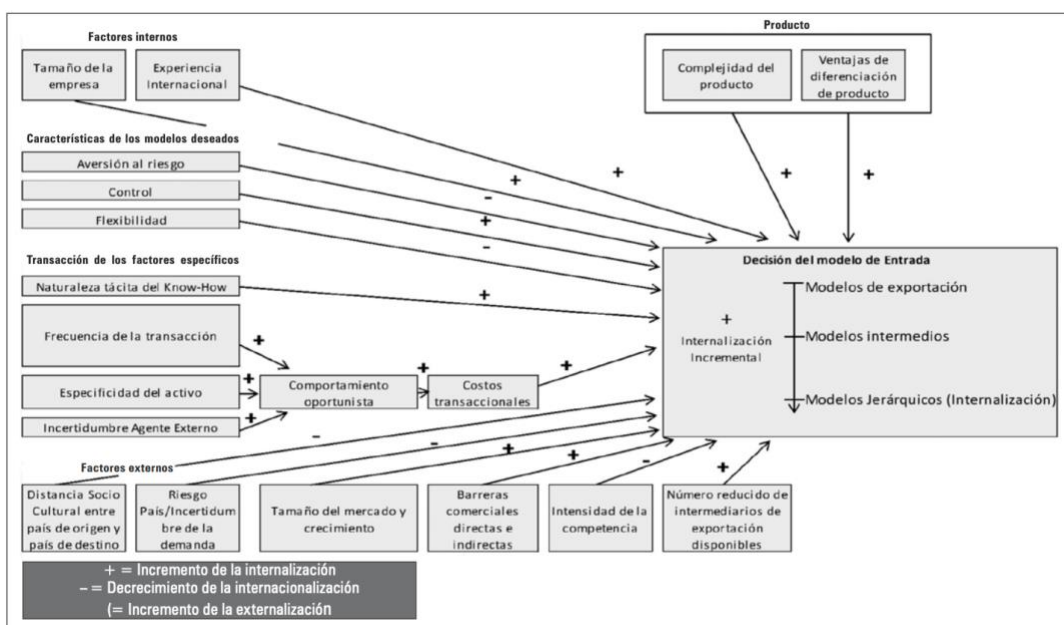 Factores internos
Producto
Tamaño de la
empresa
Experiencia
Internacional
Complejidad del
producto
Ventajas de
diferenciación
de producto
Características de los modelos deseados
Aversión al riesgo
Control
Flexibilidad
+
+
-
+
-
+
+
Transacción de los factores específicos
Naturaleza tácita del Know-How
+
Frecuencia de la transacción
+
Especificidad del activo
+
Incertidumbre Agente Externo
+
Comportamiento
oportunista
+
Costos
transaccionales
+
Decisión del modelo de Entrada
Modelos de exportación
+
Internalización
Incremental
Modelos intermedios
Modelos Jerárquicos (Internalización)
Factores externos
-
-
+
+
-
+
Distancia Socio
Cultural entre
país de origen y
país de destino
Riesgo
País/Incertidum
bre de la
demanda
Tamaño del mercado y
crecimiento
Barreras
comerciales
directas e
indirectas
Intensidad de la
competencia
Número reducido de
intermediarios de
exportación
disponibles
+ = Incremento de la internalización
– = Decrecimiento de la internacionalización
(= Incremento de la externalización